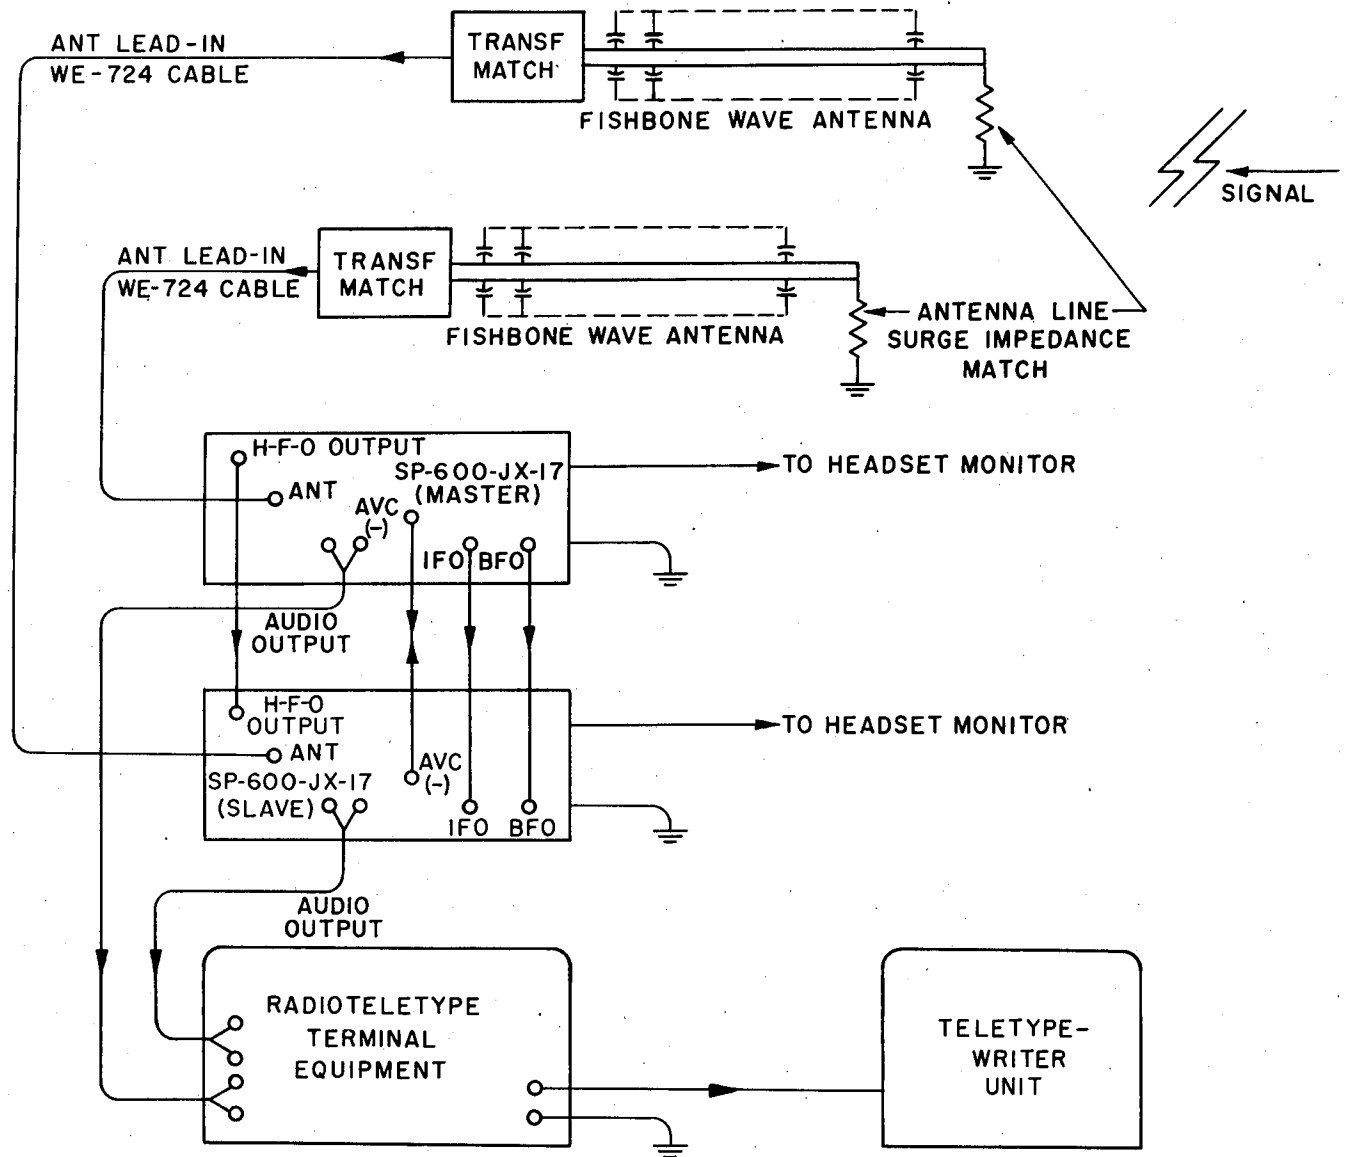 ANT LEAD-IN
WE-724 CABLE
TRANSF
MATCH
FISHBONE WAVE ANTENNA
SIGNAL
ANT LEAD-IN
WE-724 CABLE
TRANSF
MATCH
FISHBONE WAVE ANTENNA
ANTENNA LINE
SURGE IMPEDANCE
MATCH
H-F-O OUTPUT
SP-600-JX-17
(MASTER)
ANT
AVC
(-)
IFO BFO
TO HEADSET MONITOR
AUDIO
OUTPUT
H-F-O
OUTPUT
ANT
SP-600-JX-17
(SLAVE)
AVC
(-)
IFO BFO
TO HEADSET MONITOR
AUDIO
OUTPUT
RADIOTELETYPE
TERMINAL
EQUIPMENT
TELETYPE-
WRITER
UNIT